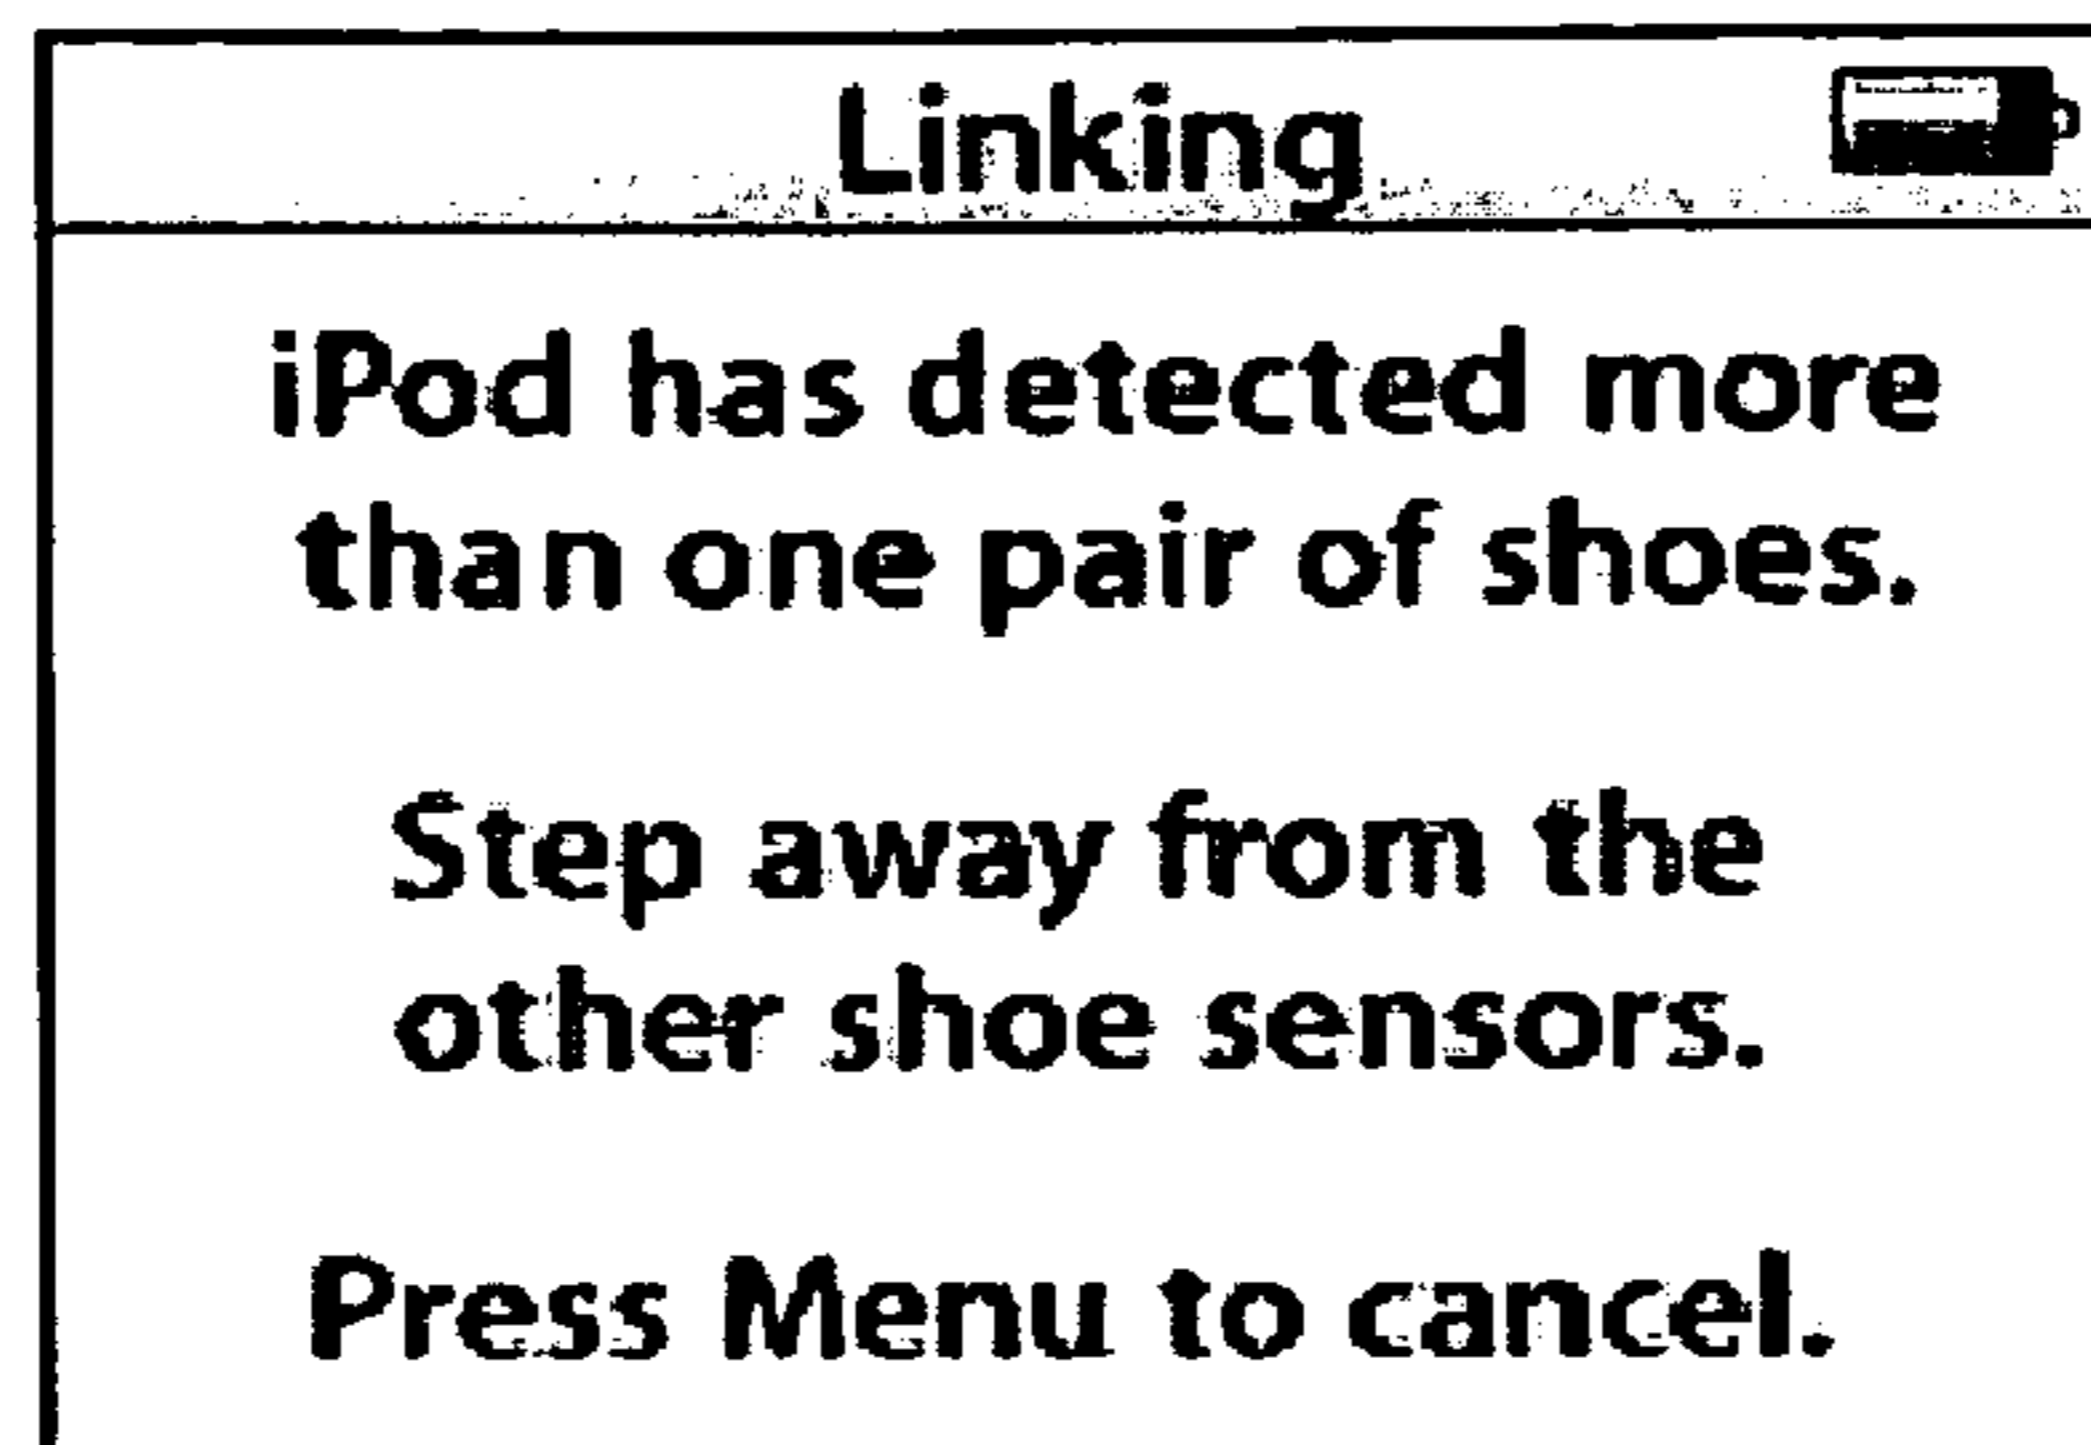 Linking
iPod has detected more
than one pair of shoes.
Step away from the
other shoe sensors.
Press Menu to cancel.